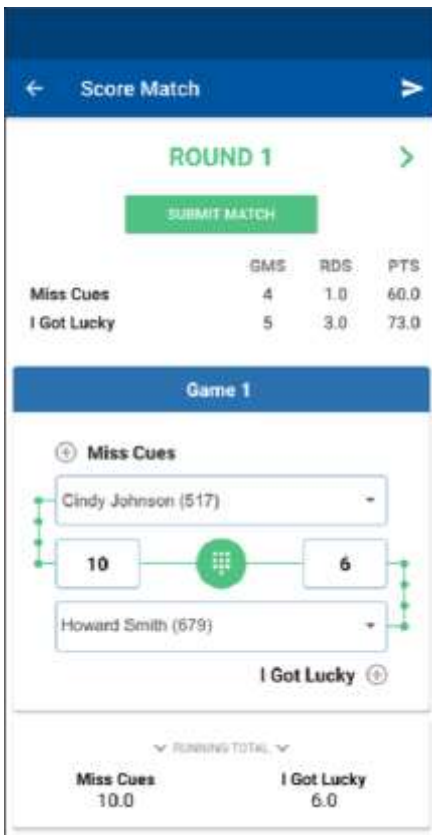 Score Match
ROUND 1
SUBMIT MATCH
GMS RDS PTS
Miss Cues 4 1.0 60.0
I Got Lucky 5 3.0 73.0
Game 1
Miss Cues
Cindy Johnson (517)
10 6
Howard Smith (679)
I Got Lucky
RUNNING TOTAL
Miss Cues I Got Lucky
10.0 6.0